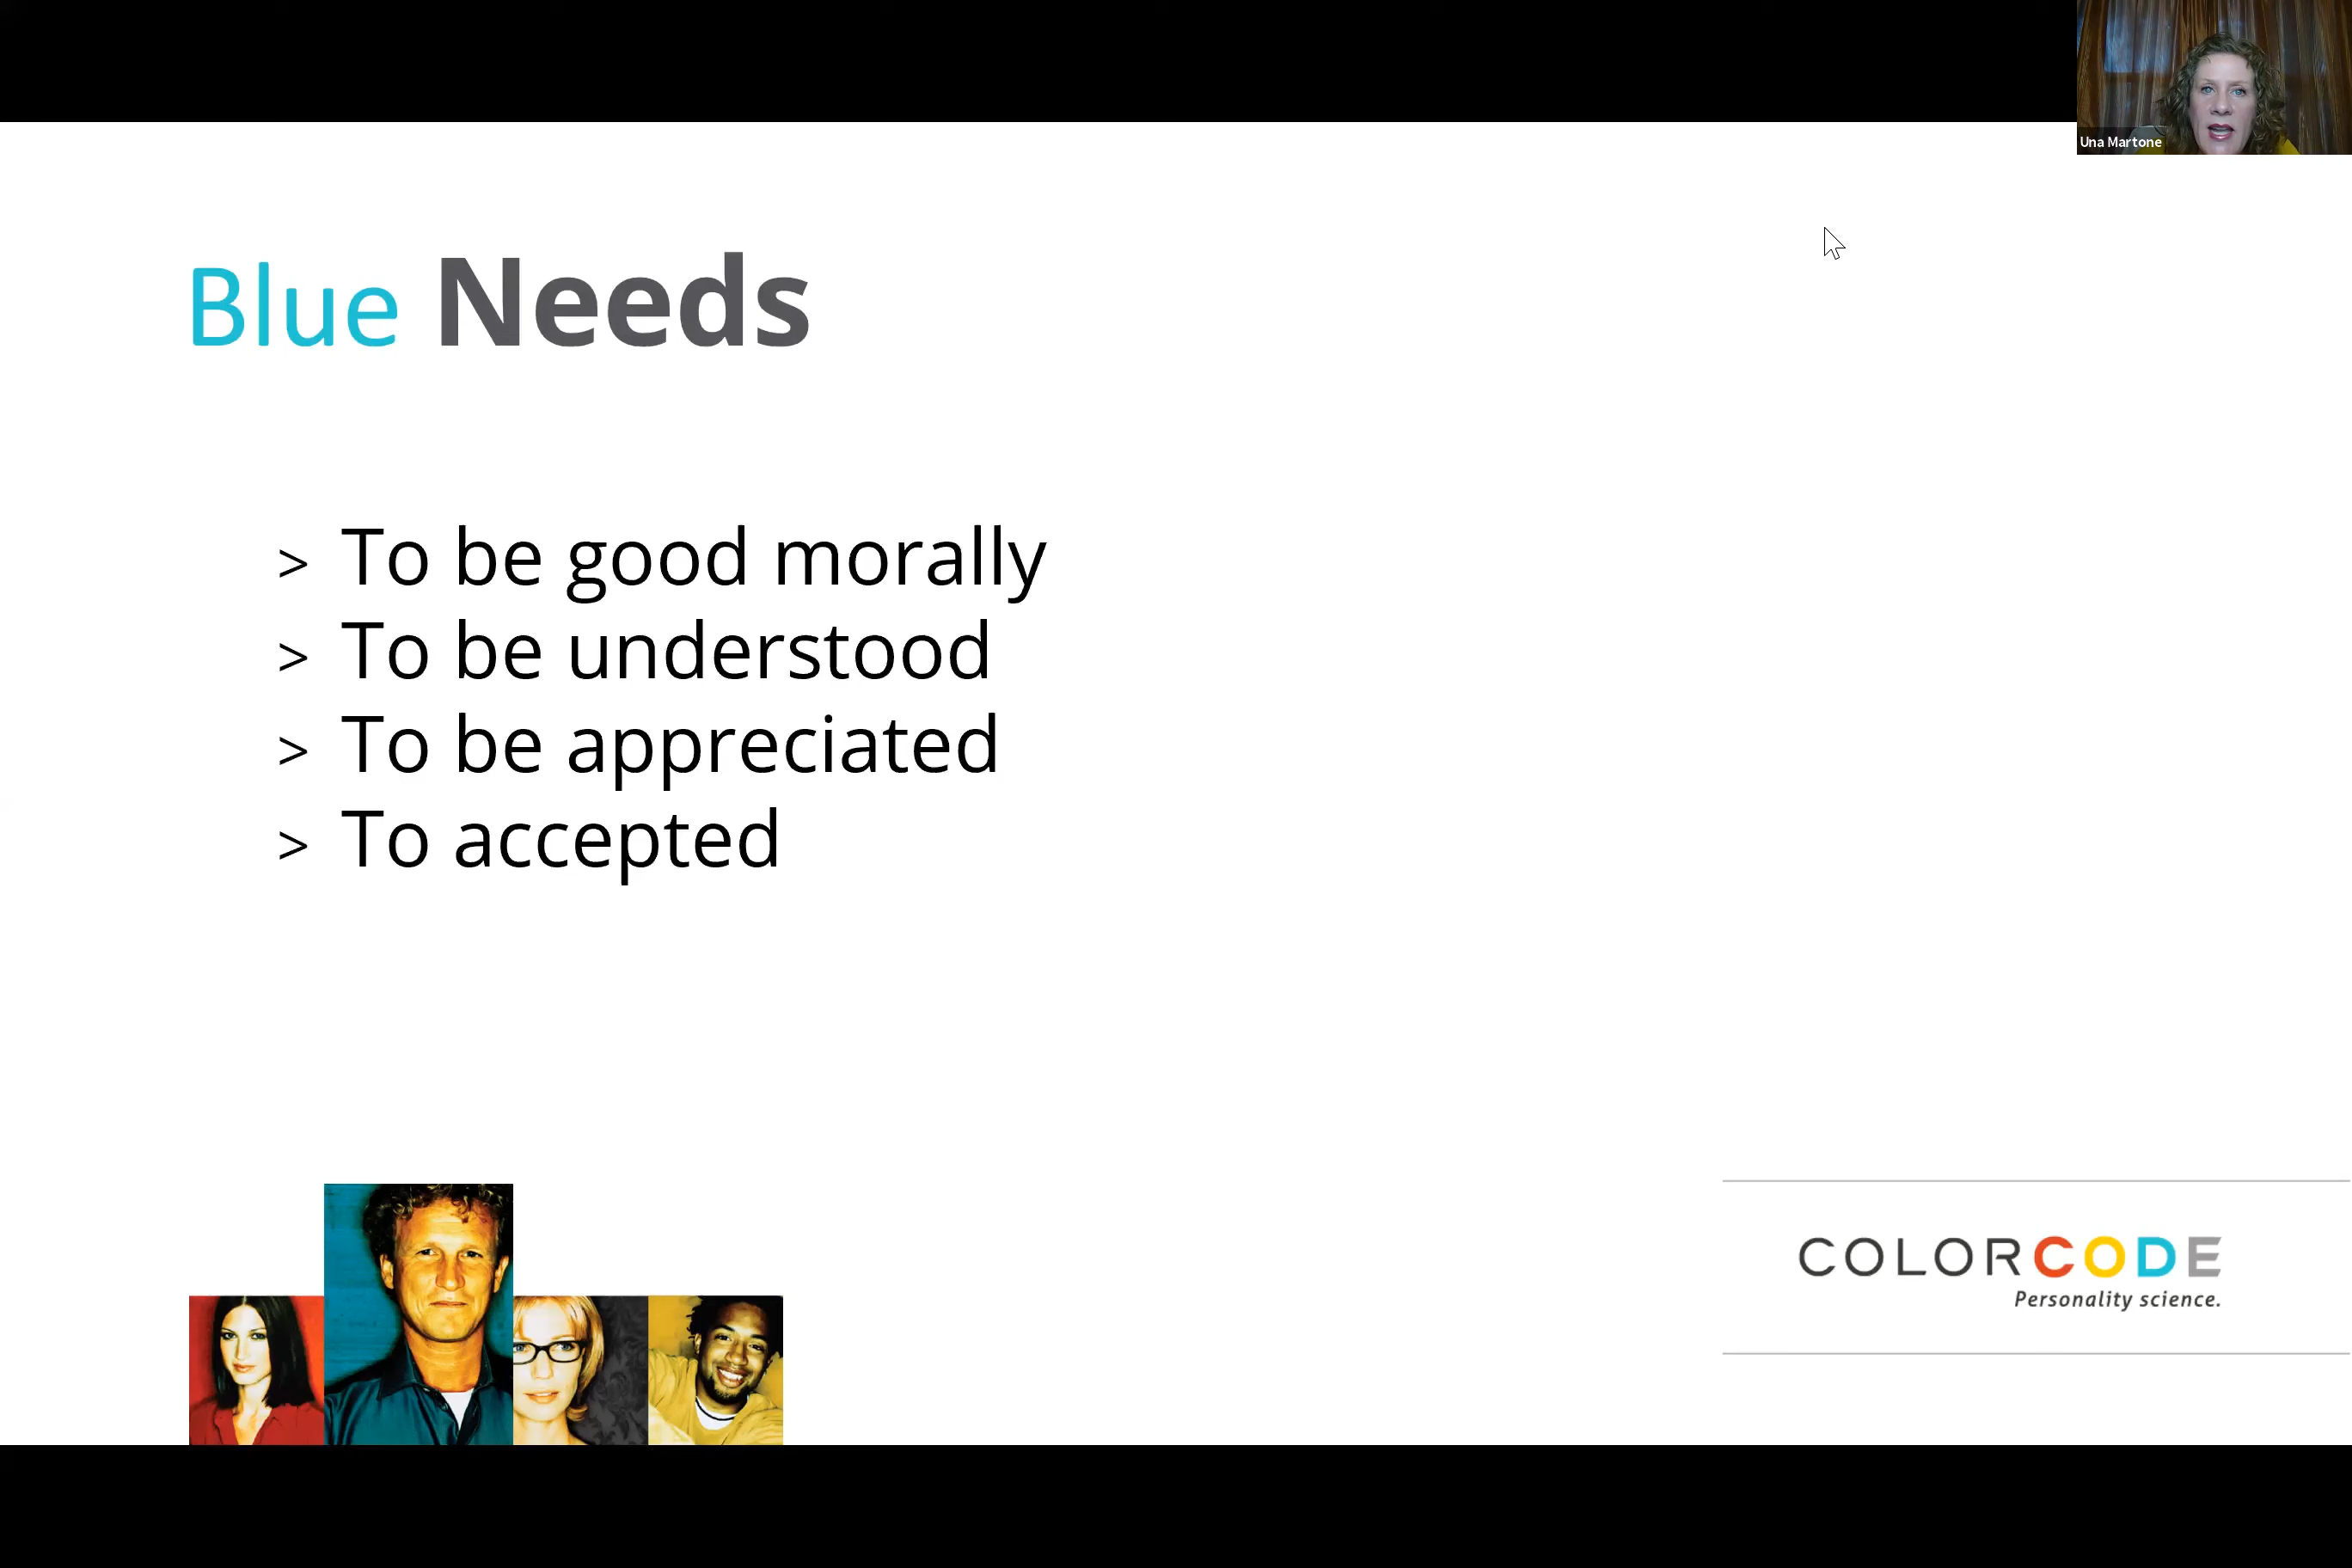 Una Martone
Blue Needs
> To be good morally
> To be understood
> To be appreciated
> To accepted
COLORCODE
Personality science.